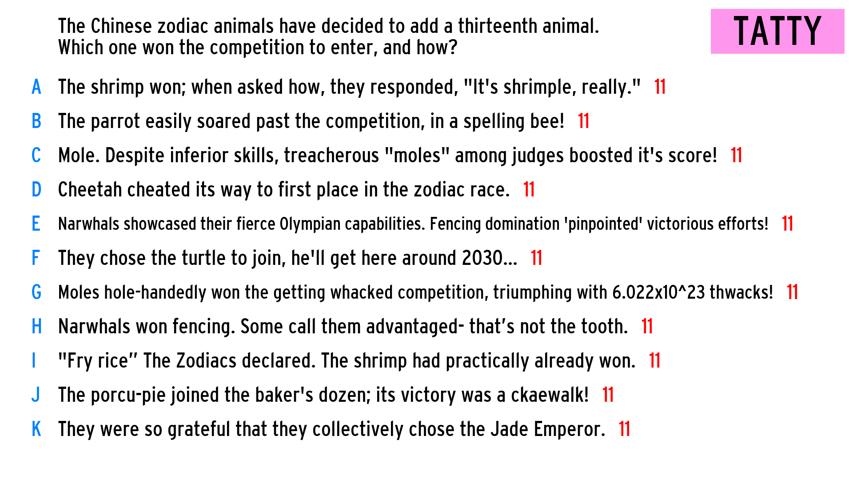 The Chinese zodiac animals have decided to add a thirteenth animal.
Which one won the competition to enter, and how?
TATTY
A The shrimp won; when asked how, they responded, "It's shrimple, really." 11
B The parrot easily soared past the competition, in a spelling bee! 11
C Mole. Despite inferior skills, treacherous "moles" among judges boosted it's score! 11
D Cheetah cheated its way to first place in the zodiac race. 11
E Narwhals showcased their fierce Olympian capabilities. Fencing domination 'pinpointed' victorious efforts! 11
F They chose the turtle to join, he'll get here around 2030... 11
G Moles hole-handedly won the getting whacked competition, triumphing with 6.022x10^23 thwacks! 11
H Narwhals won fencing. Some call them advantaged- that’s not the tooth. 11
I "Fry rice” The Zodiacs declared. The shrimp had practically already won. 11
J The porcu-pie joined the baker's dozen; its victory was a ckaewalk! 11
K They were so grateful that they collectively chose the Jade Emperor. 11